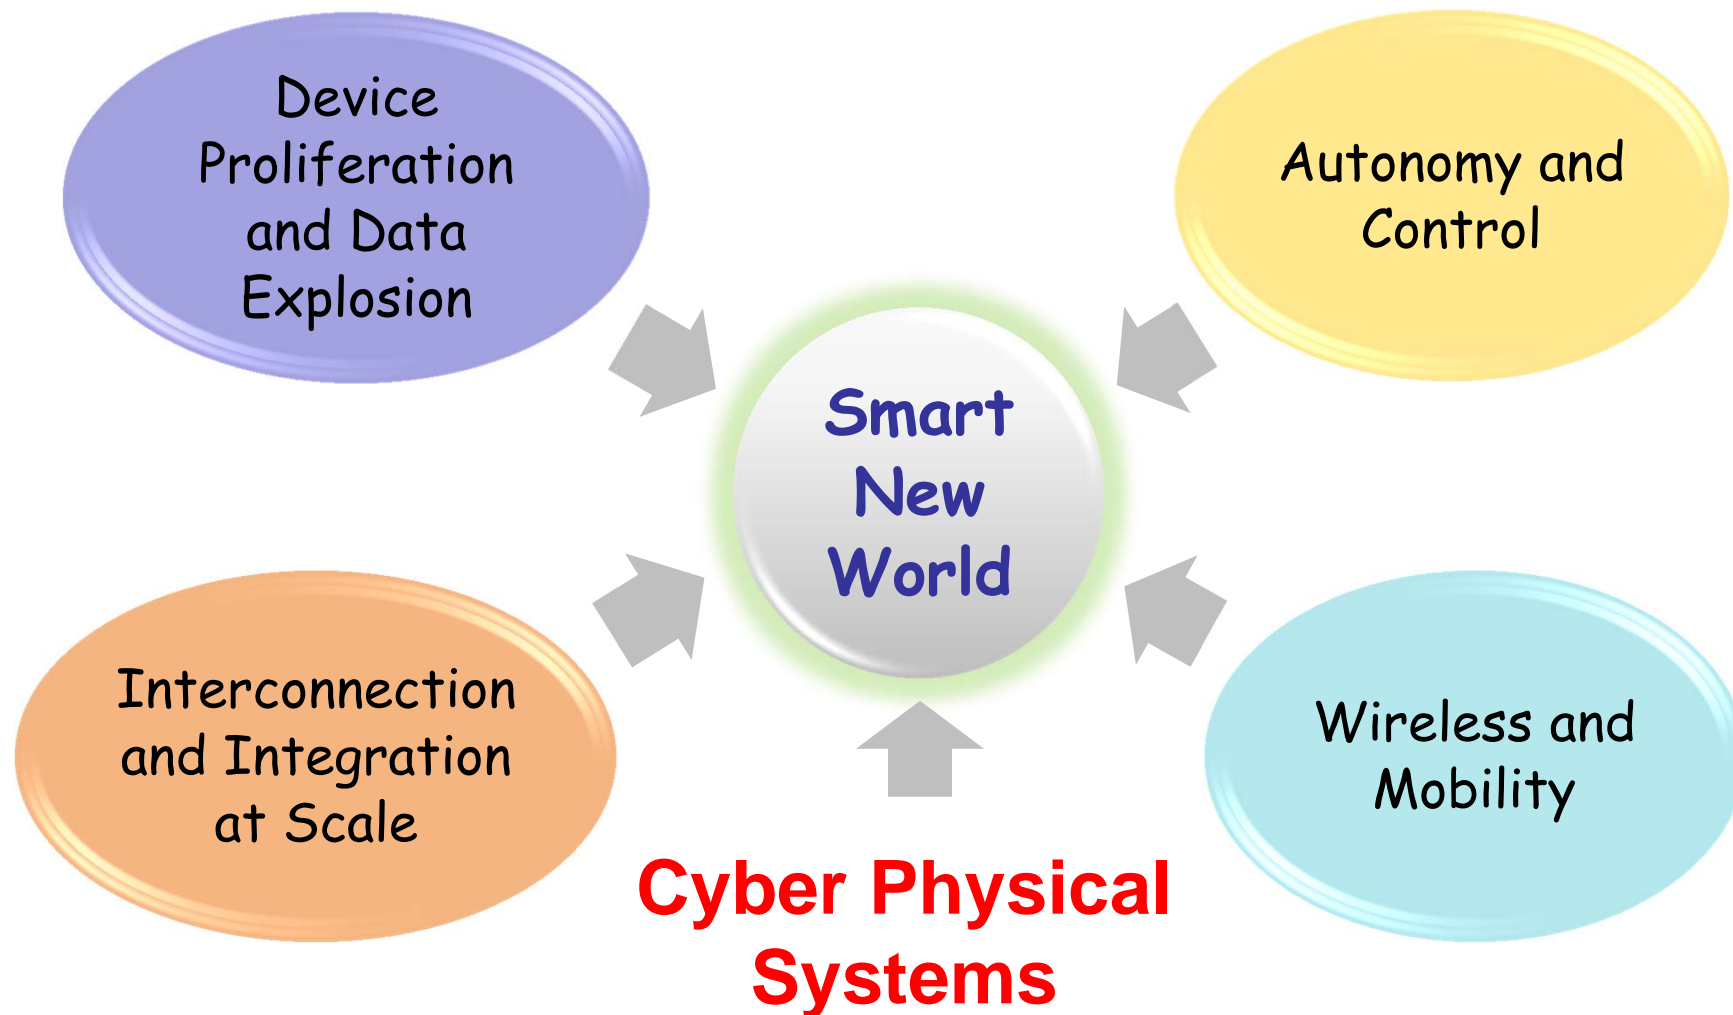 Device
Proliferation
and Data
Explosion
Autonomy and
Control
Smart
New
World
Interconnection
and Integration
at Scale
Wireless and
Mobility
Cyber Physical
Systems